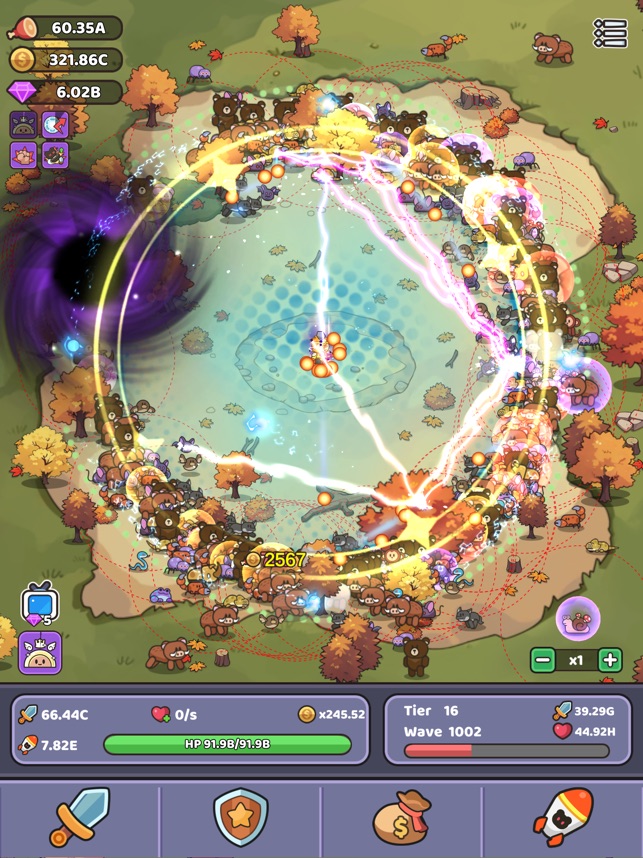 60.35A
321.86C
6.02B
2567
5
x1
66.44C
0/s
x245.52
7.82E
HP 91.9B/91.9B
Tier 16
39.29G
Wave 1002
44.92H